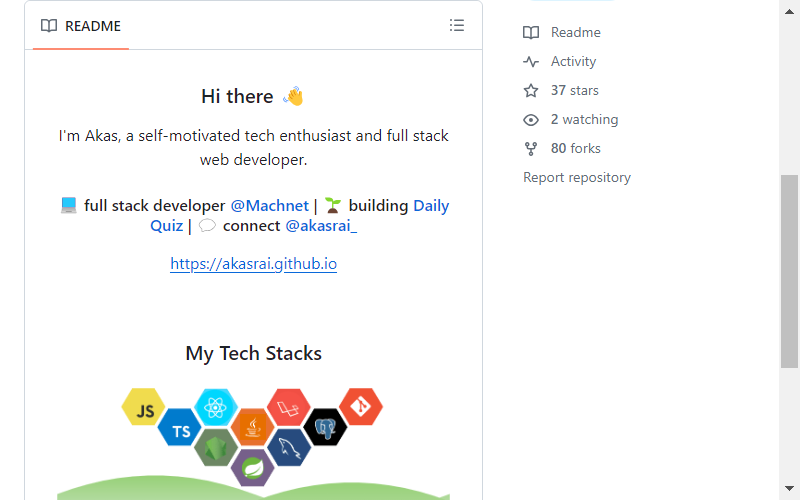 README
Hi there 👋
I'm Akas, a self-motivated tech enthusiast and full stack
web developer.
💻 full stack developer @Machnet | 🌱 building Daily
Quiz | 💬 connect @akasrai_
https://akasrai.github.io
My Tech Stacks
JS
TS
Readme
Activity
37 stars
2 watching
80 forks
Report repository